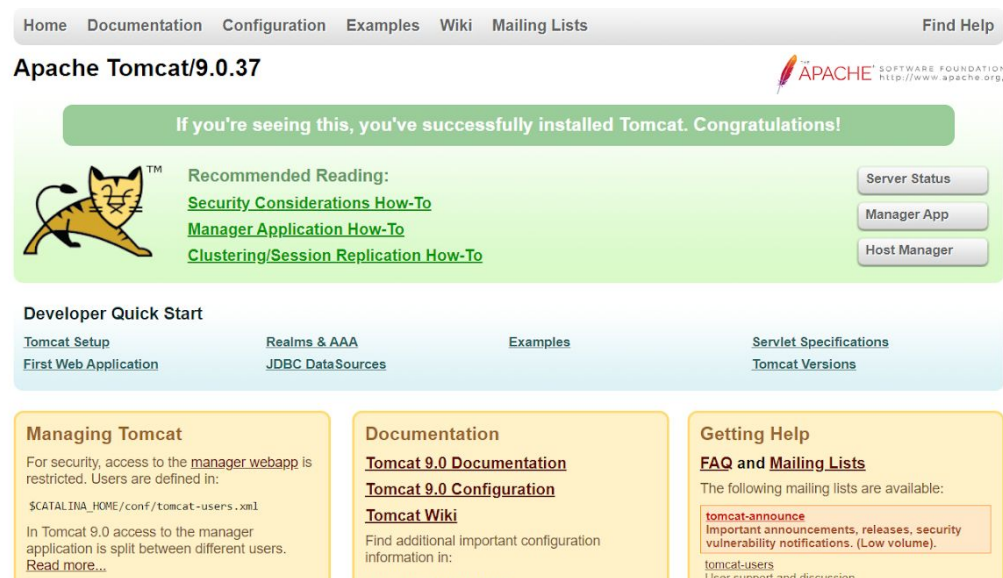 Home Documentation Configuration Examples Wiki Mailing Lists Find Help
Apache Tomcat/9.0.37
THE
APACHE® SOFTWARE FOUNDATION
http://www.apache.org/
If you're seeing this, you've successfully installed Tomcat. Congratulations!
TM
Recommended Reading:
Security Considerations How-To
Manager Application How-To
Clustering/Session Replication How-To
Server Status
Manager App
Host Manager
Developer Quick Start
Tomcat Setup
First Web Application
Realms & AAA
JDBC DataSources
Examples
Servlet Specifications
Tomcat Versions
Managing Tomcat
For security, access to the manager webapp is
restricted. Users are defined in:
$CATALINA_HOME/conf/tomcat-users.xml
In Tomcat 9.0 access to the manager
application is split between different users.
Read more...
Documentation
Tomcat 9.0 Documentation
Tomcat 9.0 Configuration
Tomcat Wiki
Find additional important configuration
information in:
Getting Help
FAQ and Mailing Lists
The following mailing lists are available:
tomcat-announce
Important announcements, releases, security
vulnerability notifications. (Low volume).
tomcat-users
User support and discussion